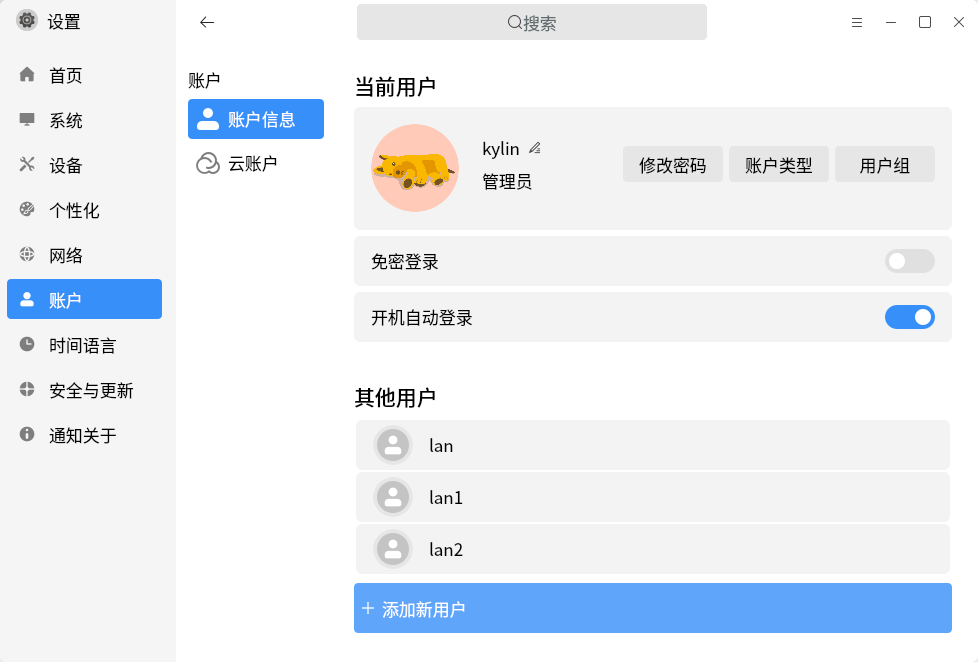 设置
搜索
首页
系统
设备
个性化
网络
账户
时间语言
安全与更新
通知关于
账户
账户信息
云账户
当前用户
kylin
管理员
修改密码
账户类型
用户组
免密登录
开机自动登录
其他用户
lan
lan1
lan2
+ 添加新用户